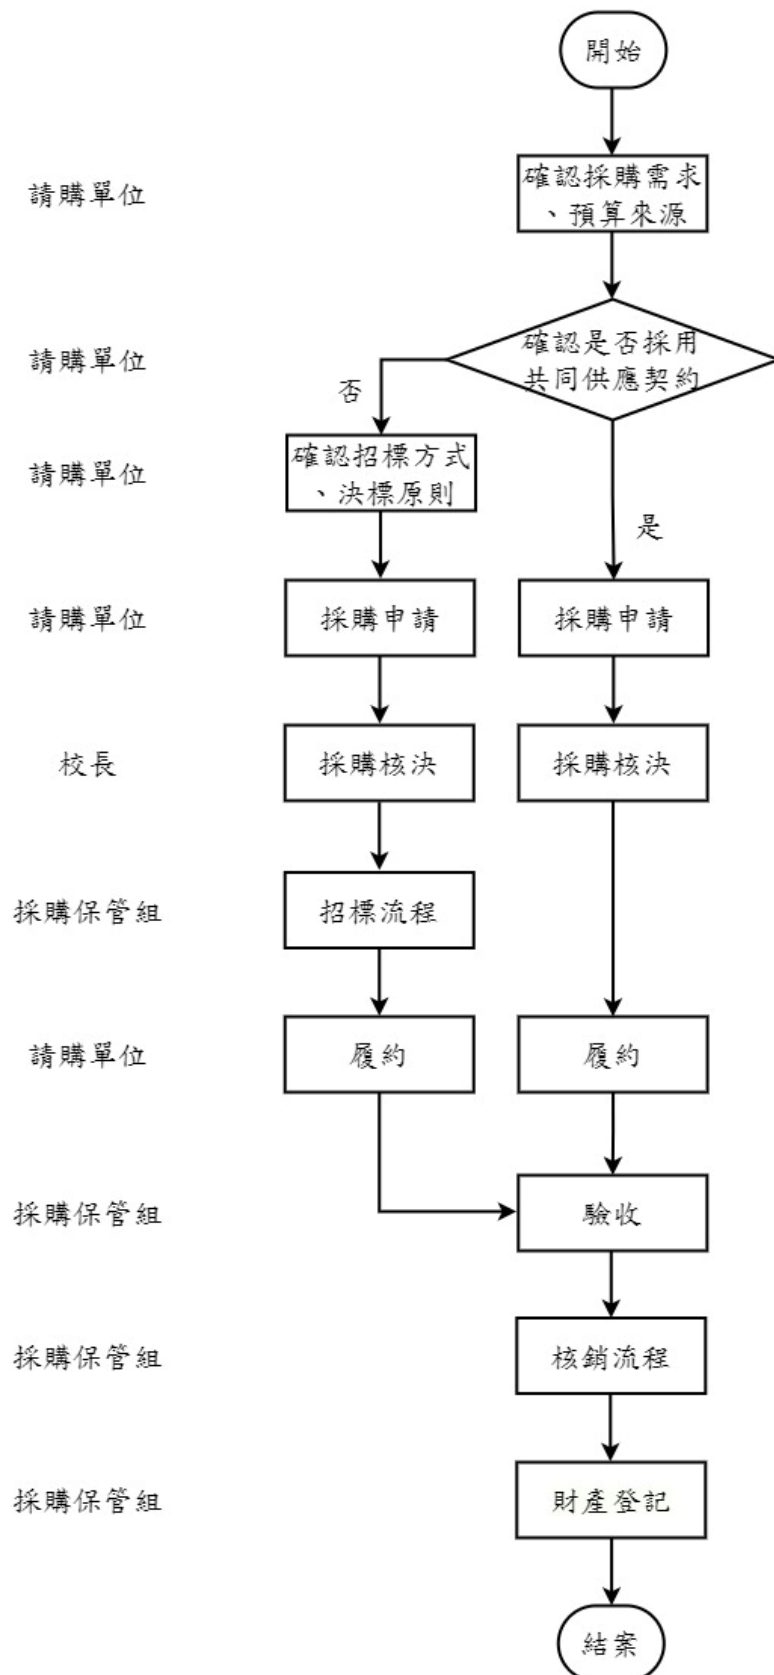 開始
請購單位
確認採購需求
、預算來源
請購單位
確認是否採用
共同供應契約
否
請購單位
確認招標方式
、決標原則
是
請購單位
採購申請
採購申請
校長
採購核決
採購核決
採購保管組
招標流程
請購單位
履約
履約
採購保管組
驗收
採購保管組
核銷流程
採購保管組
財產登記
結案